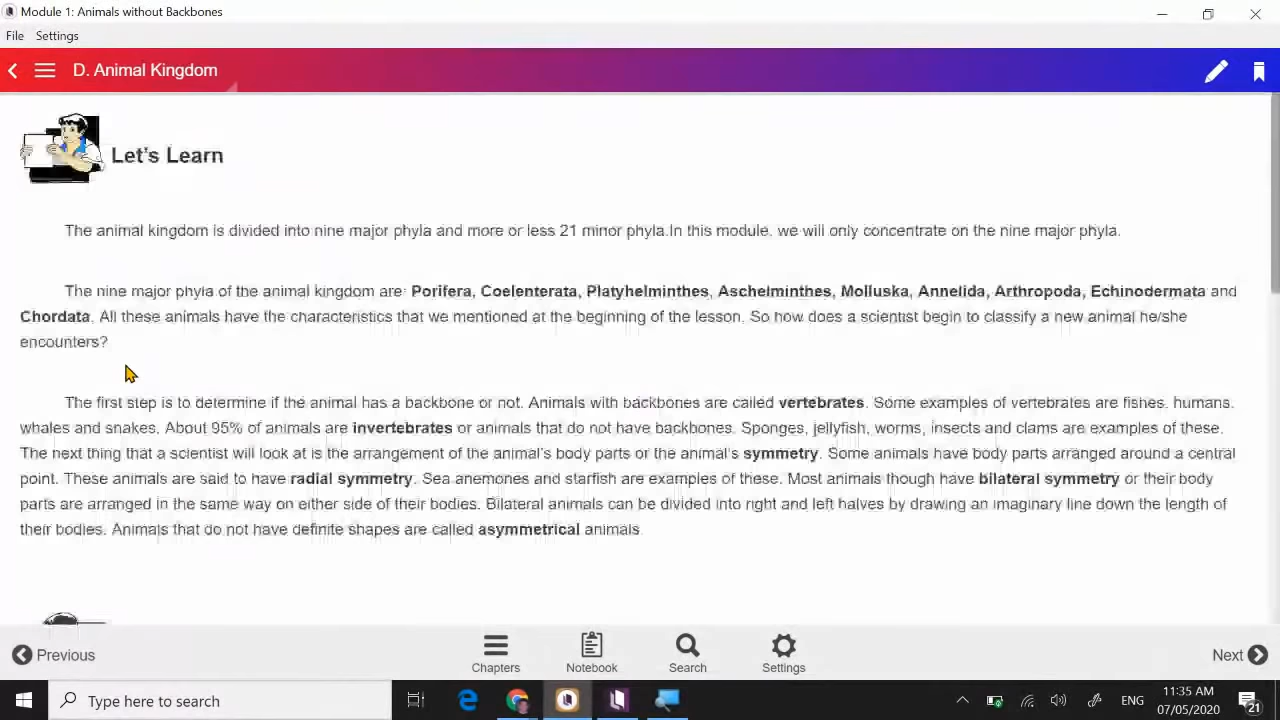 Module 1: Animals without Backbones
File Settings
D. Animal Kingdom
Let's Learn
The animal kingdom is divided into nine major phyla and more or less 21 minor phyla.In this module, we will only concentrate on the nine major phyla.
The nine major phyla of the animal kingdom are: Porifera, Coelenterata, Platyhelminthes, Aschelminthes, Molluska, Annelida, Arthropoda, Echinodermata and
Chordata. All these animals have the characteristics that we mentioned at the beginning of the lesson. So how does a scientist begin to classify a new animal he/she
encounters?
The first step is to determine if the animal has a backbone or not. Animals with backbones are called vertebrates. Some examples of vertebrates are fishes, humans,
whales and snakes. About 95% of animals are invertebrates or animals that do not have backbones. Sponges, jellyfish, worms, insects and clams are examples of these.
The next thing that a scientist will look at is the arrangement of the animal's body parts or the animal's symmetry. Some animals have body parts arranged around a central
point. These animals are said to have radial symmetry. Sea anemones and starfish are examples of these. Most animals though have bilateral symmetry or their body
parts are arranged in the same way on either side of their bodies. Bilateral animals can be divided into right and left halves by drawing an imaginary line down the length of
their bodies. Animals that do not have definite shapes are called asymmetrical animals.
Previous
Chapters
Notebook
Search
Settings
Next
Type here to search
ENG
11:35 AM
07/05/2020
21